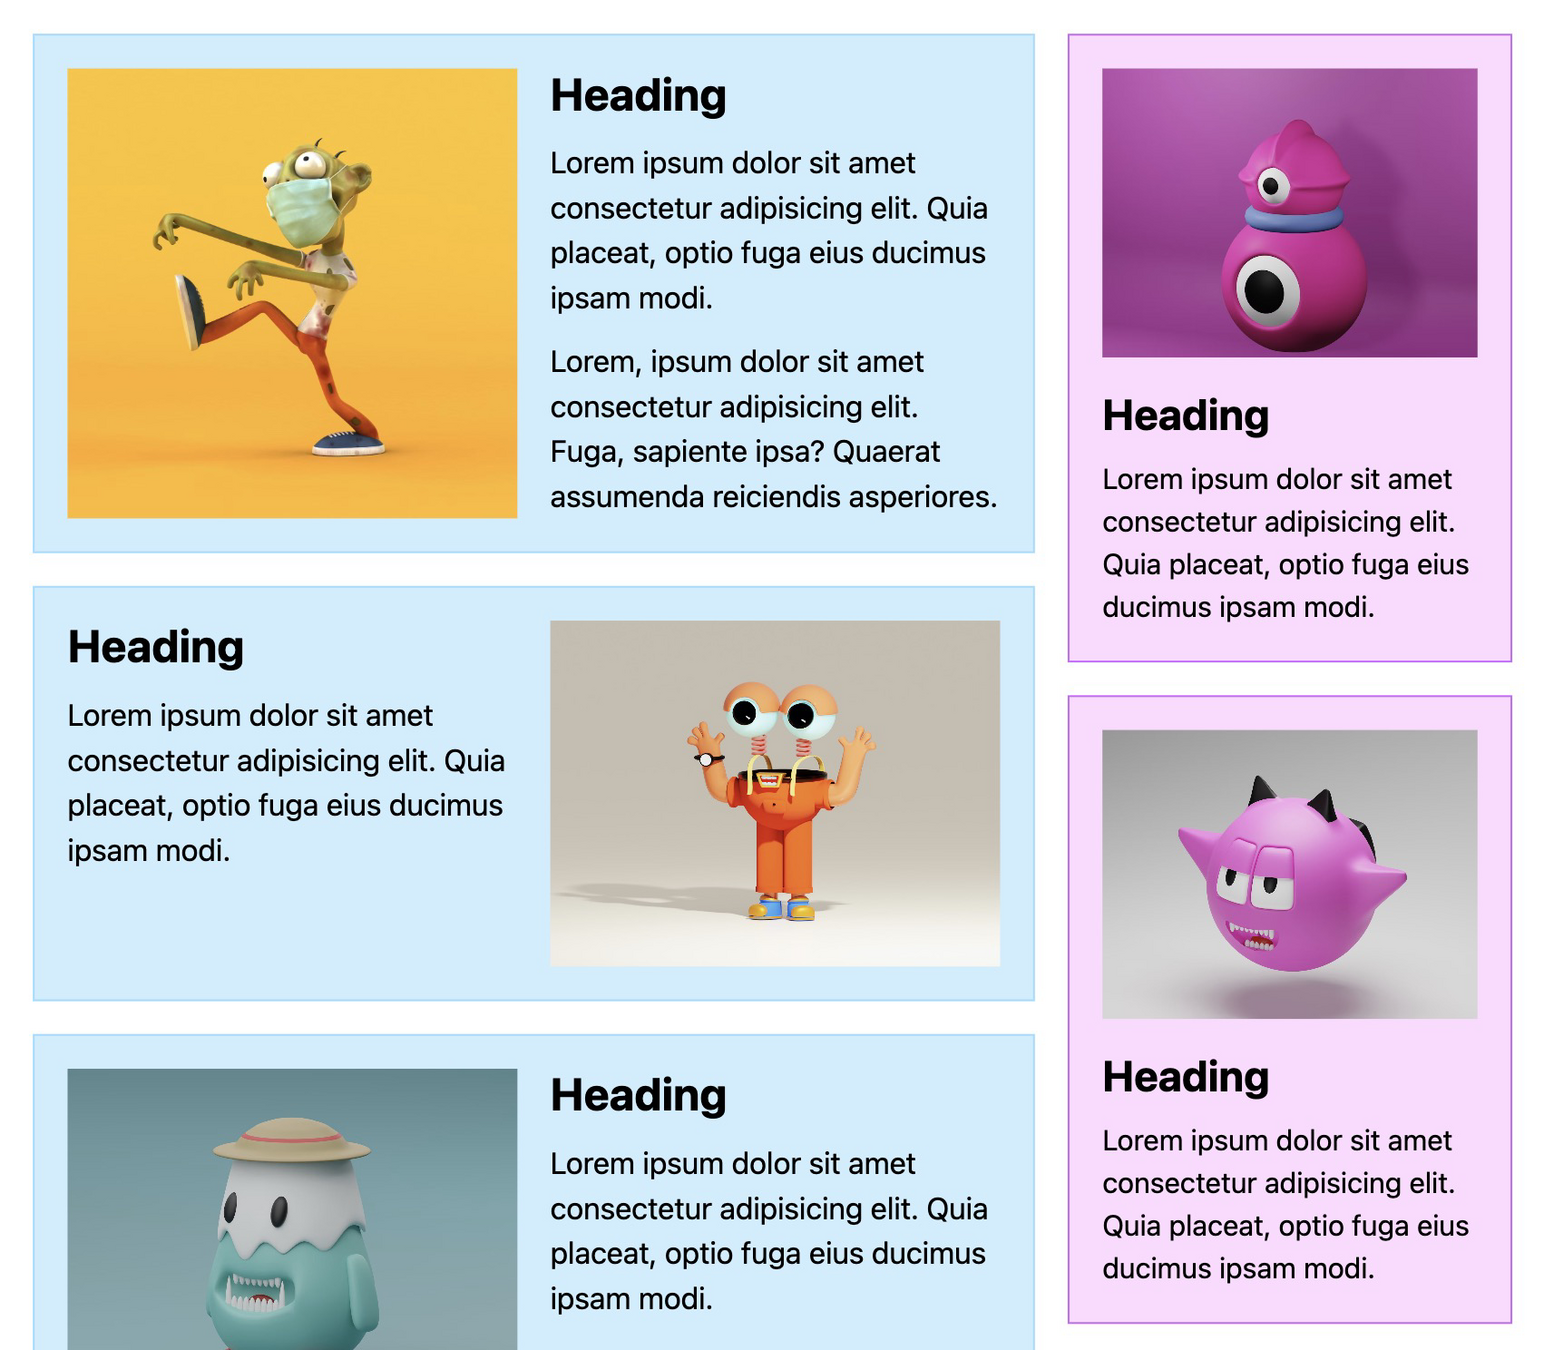 Heading
Lorem ipsum dolor sit amet
consectetur adipisicing elit. Quia
placeat, optio fuga eius ducimus
ipsam modi.
Lorem, ipsum dolor sit amet
consectetur adipisicing elit.
Fuga, sapiente ipsa? Quaerat
assumenda reiciendis asperiores.
Heading
Lorem ipsum dolor sit amet
consectetur adipisicing elit. Quia
placeat, optio fuga eius ducimus
ipsam modi.
Heading
Lorem ipsum dolor sit amet
consectetur adipisicing elit. Quia
placeat, optio fuga eius ducimus
ipsam modi.
Heading
Lorem ipsum dolor sit amet
consectetur adipisicing elit.
Quia placeat, optio fuga eius
ducimus ipsam modi.
Heading
Lorem ipsum dolor sit amet
consectetur adipisicing elit.
Quia placeat, optio fuga eius
ducimus ipsam modi.